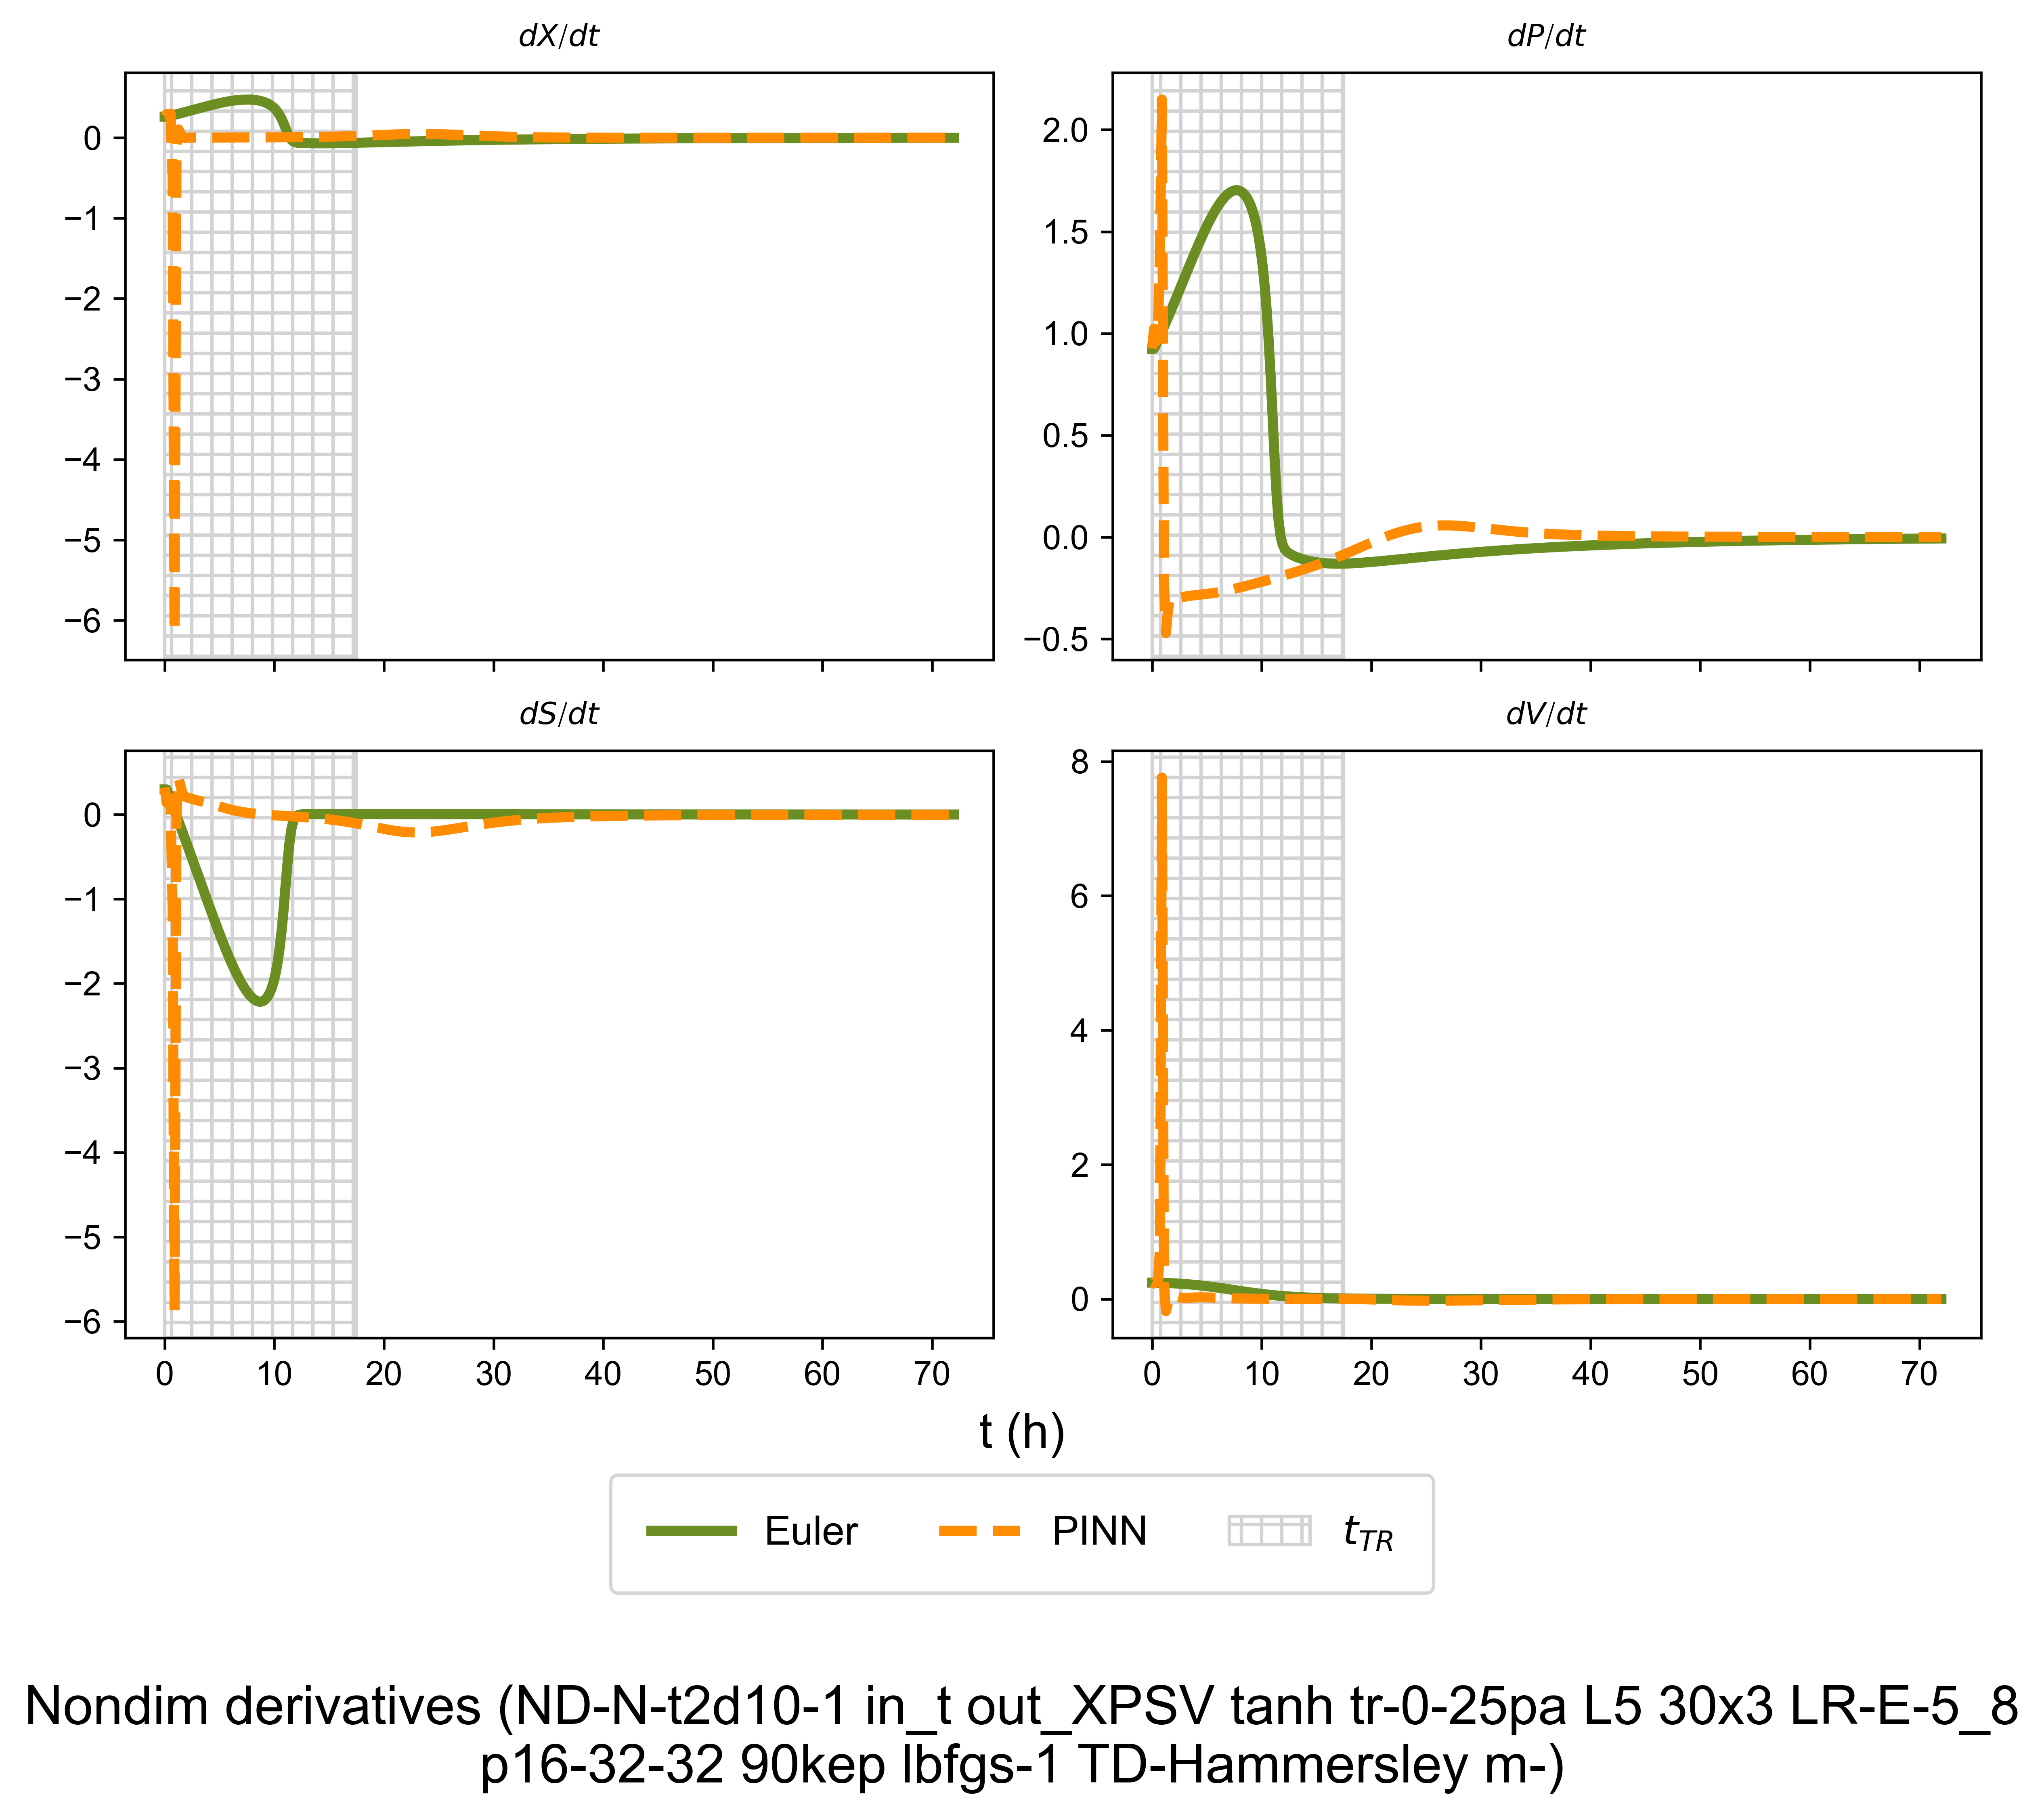 dX/dt
dP/dt
0
−1
−2
−3
−4
−5
−6
2.0
1.5
1.0
0.5
0.0
−0.5
dS/dt
dV/dt
0
−1
−2
−3
−4
−5
−6
8
6
4
2
0
0 10 20 30 40 50 60 70
0 10 20 30 40 50 60 70
t (h)
Euler PINN t_TR
Nondim derivatives (ND-N-t2d10-1 in_t out_XPSV tanh tr-0-25pa L5 30x3 LR-E-5_8
p16-32-32 90kep lbfgs-1 TD-Hammersley m-)